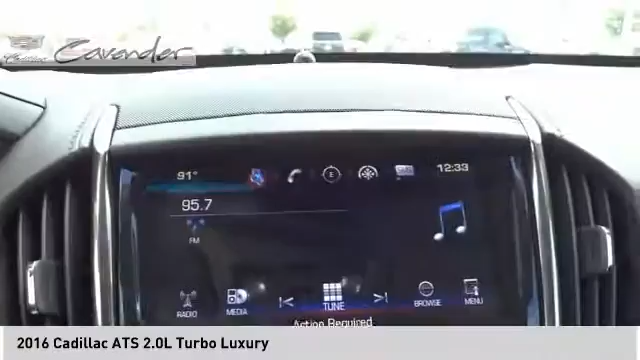 Cadillac Cavender
91° E 12:33
95.7
FM
RADIO MEDIA TUNE BROWSE MENU
Action Required
2016 Cadillac ATS 2.0L Turbo Luxury